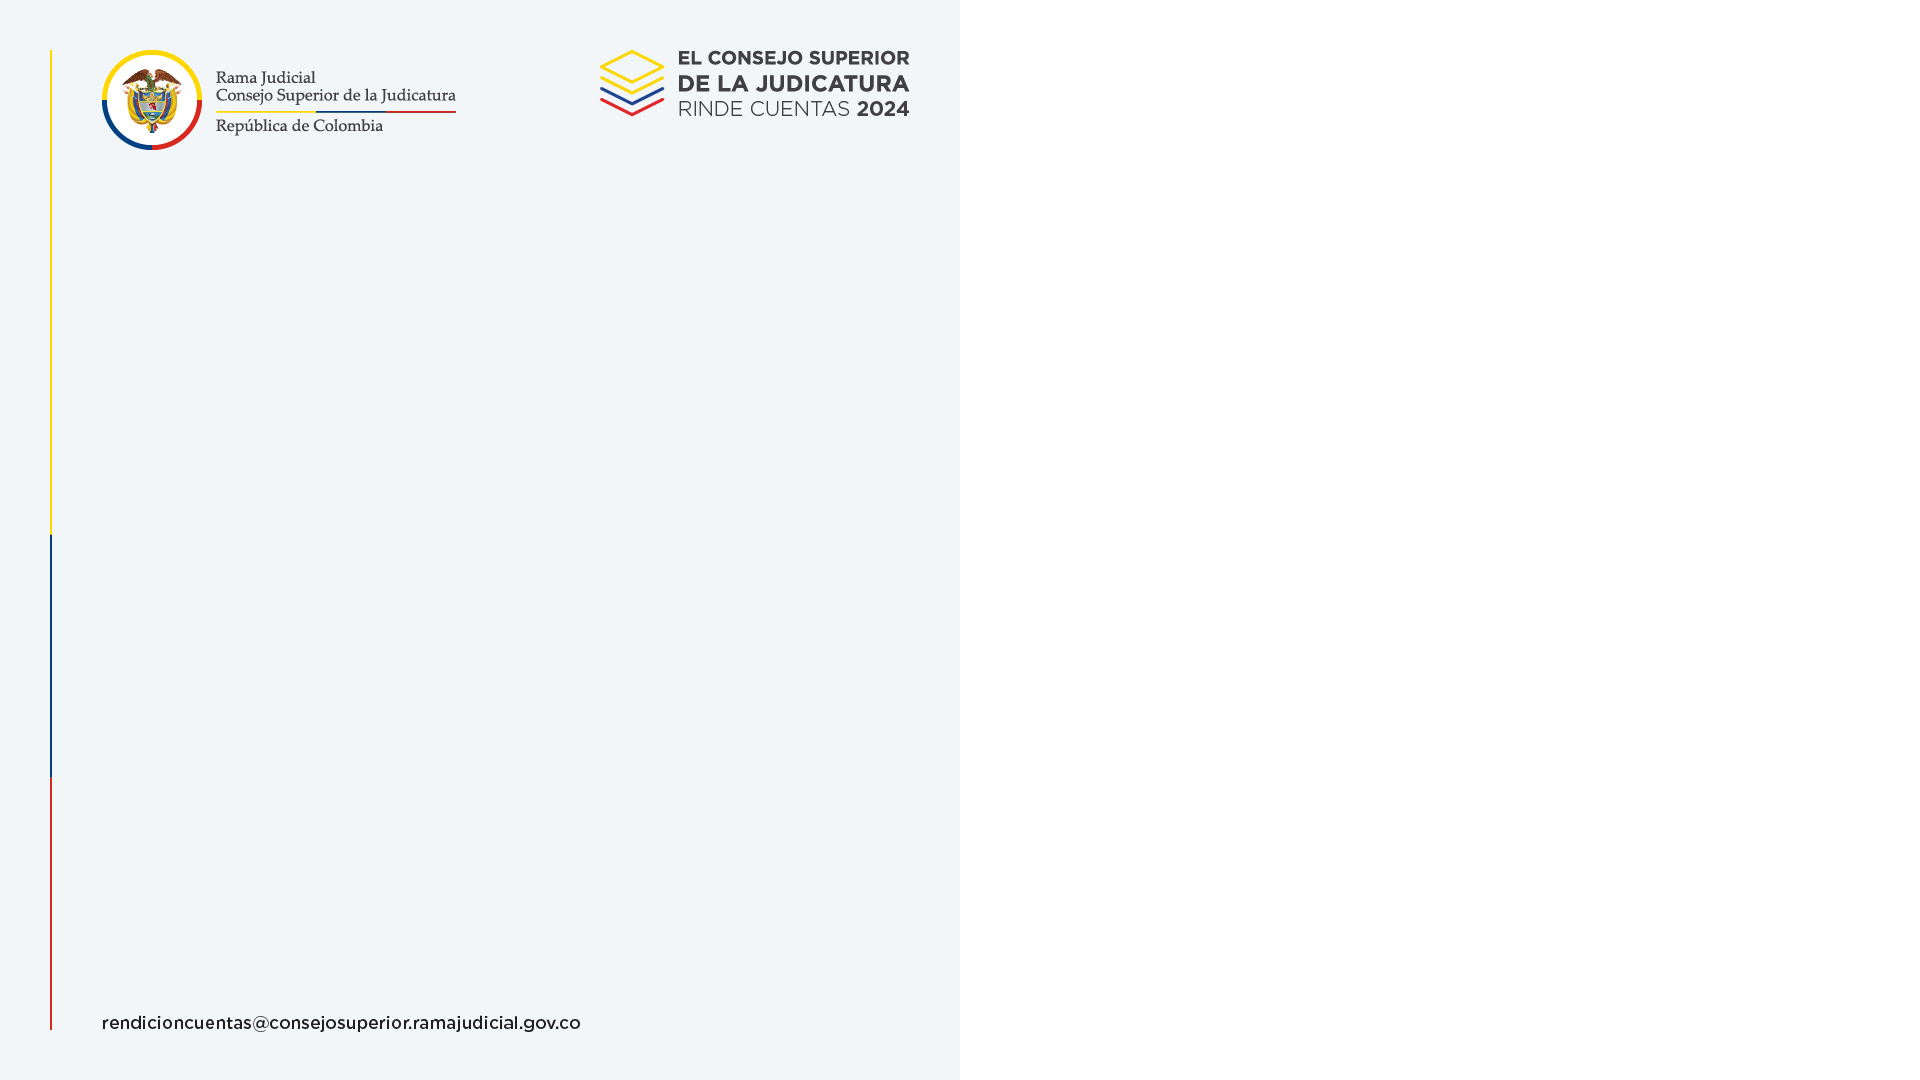 Rama Judicial
Consejo Superior de la Judicatura
República de Colombia
EL CONSEJO SUPERIOR
DE LA JUDICATURA
RINDE CUENTAS 2024
rendicioncuentas@consejosuperior.ramajudicial.gov.co